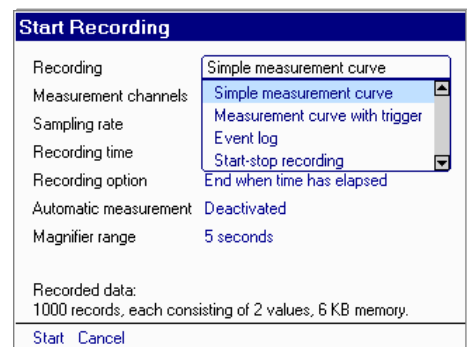 Start Recording
Recording Simple measurement curve
Measurement channels Simple measurement curve
Sampling rate Measurement curve with trigger
Event log
Recording time Start-stop recording
Recording option End when time has elapsed
Automatic measurement Deactivated
Magnifier range 5 seconds
Recorded data:
1000 records, each consisting of 2 values, 6 KB memory.
Start Cancel